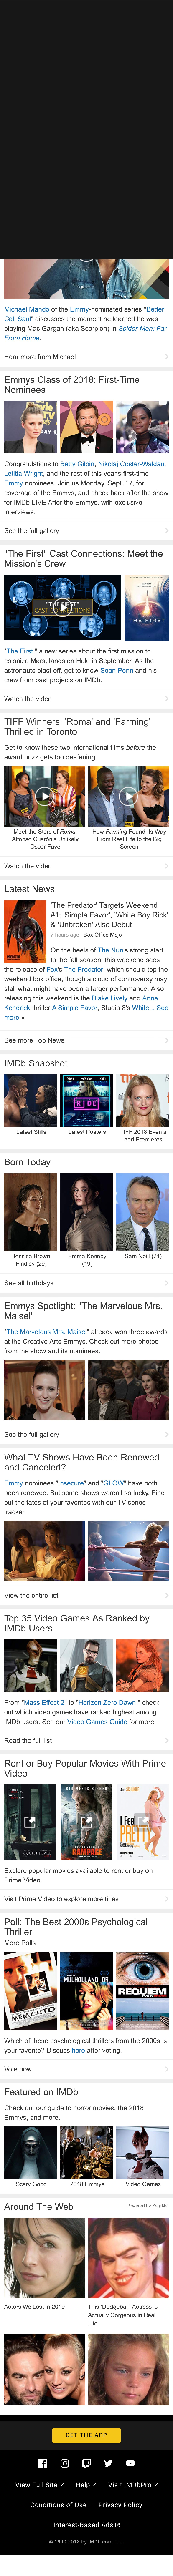 Michael Mando of the Emmy-nominated series "Better
Call Saul" discusses the moment he learned he was
playing Mac Gargan (aka Scorpion) in Spider-Man: Far
From Home.
Hear more from Michael
Emmys Class of 2018: First-Time
Nominees
Congratulations to Betty Gilpin, Nikolaj Coster-Waldau,
Letitia Wright, and the rest of this year's first-time
Emmy nominees. Join us Monday, Sept. 17, for
coverage of the Emmys, and check back after the show
for IMDb LIVE After the Emmys, with exclusive
interviews.
See the full gallery
"The First" Cast Connections: Meet the
Mission's Crew
"THE FIRST"
CAST CONNECTIONS
THE FIRST
"The First," a new series about the first mission to
colonize Mars, lands on Hulu in September. As the
astronauts blast off, get to know Sean Penn and his
crew from past projects on IMDb.
Watch the video
TIFF Winners: 'Roma' and 'Farming'
Thrilled in Toronto
Get to know these two international films before the
award buzz gets too deafening.
Meet the Stars of Roma,
Alfonso Cuarón's Unlikely
Oscar Fave
How Farming Found Its Way
From Real Life to the Big
Screen
Watch the video
Latest News
'The Predator' Targets Weekend
#1; 'Simple Favor', 'White Boy Rick'
& 'Unbroken' Also Debut
7 hours ago Box Office Mojo
On the heels of The Nun's strong start
to the fall season, this weekend sees
the release of Fox's The Predator, which should top the
weekend box office, though a dose of controversy may
limit what might have been a larger performance. Also
releasing this weekend is the Blake Lively and Anna
Kendrick thriller A Simple Favor, Studio 8's White... See
more »
See more Top News
IMDb Snapshot
RIDE
Latest Stills
Latest Posters
TIFF 2018 Events
and Premieres
Born Today
Jessica Brown
Findlay (29)
Emma Kenney
(19)
Sam Neill (71)
See all birthdays
Emmys Spotlight: "The Marvelous Mrs.
Maisel"
"The Marvelous Mrs. Maisel" already won three awards
at the Creative Arts Emmys. Check out more photos
from the show and its nominees.
See the full gallery
What TV Shows Have Been Renewed
and Canceled?
Emmy nominees "Insecure" and "GLOW" have both
been renewed. But some shows weren't so lucky. Find
out the fates of your favorites with our TV-series
tracker.
View the entire list
Top 35 Video Games As Ranked by
IMDb Users
From "Mass Effect 2" to "Horizon Zero Dawn," check
out which video games have ranked highest among
IMDb users. See our Video Games Guide for more.
Read the full list
Rent or Buy Popular Movies With Prime
Video
A QUIET PLACE
RAMPAGE
I Feel
PRETTY
Explore popular movies available to rent or buy on
Prime Video.
Visit Prime Video to explore more titles
Poll: The Best 2000s Psychological
Thriller
More Polls
MEMENTO
MULHOLLAND DR.
REQUIEM
Which of these psychological thrillers from the 2000s is
your favorite? Discuss here after voting.
Vote now
Featured on IMDb
Check out our guide to horror movies, the 2018
Emmys, and more.
Scary Good
2018 Emmys
Video Games
Around The Web
Powered by ZergNet
Actors We Lost in 2019
This 'Dodgeball' Actress is
Actually Gorgeous in Real
Life
GET THE APP
View Full Site
Help
Visit IMDbPro
Conditions of Use
Privacy Policy
Interest-Based Ads
© 1990-2018 by IMDb.com, Inc.